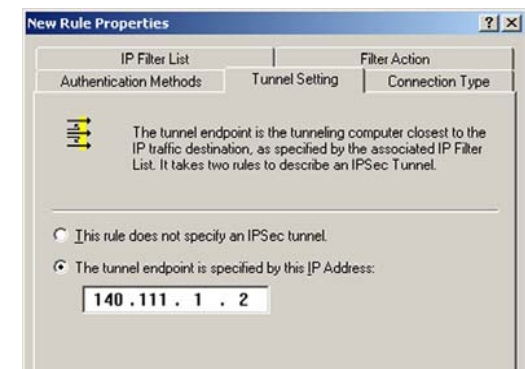 New Rule Properties
IP Filter List
Filter Action
Authentication Methods
Tunnel Setting
Connection Type
The tunnel endpoint is the tunneling computer closest to the
IP traffic destination, as specified by the associated IP Filter
List. It takes two rules to describe an IPSec Tunnel.
This rule does not specify an IPSec tunnel.
The tunnel endpoint is specified by this IP Address:
140 . 111 . 1 . 2